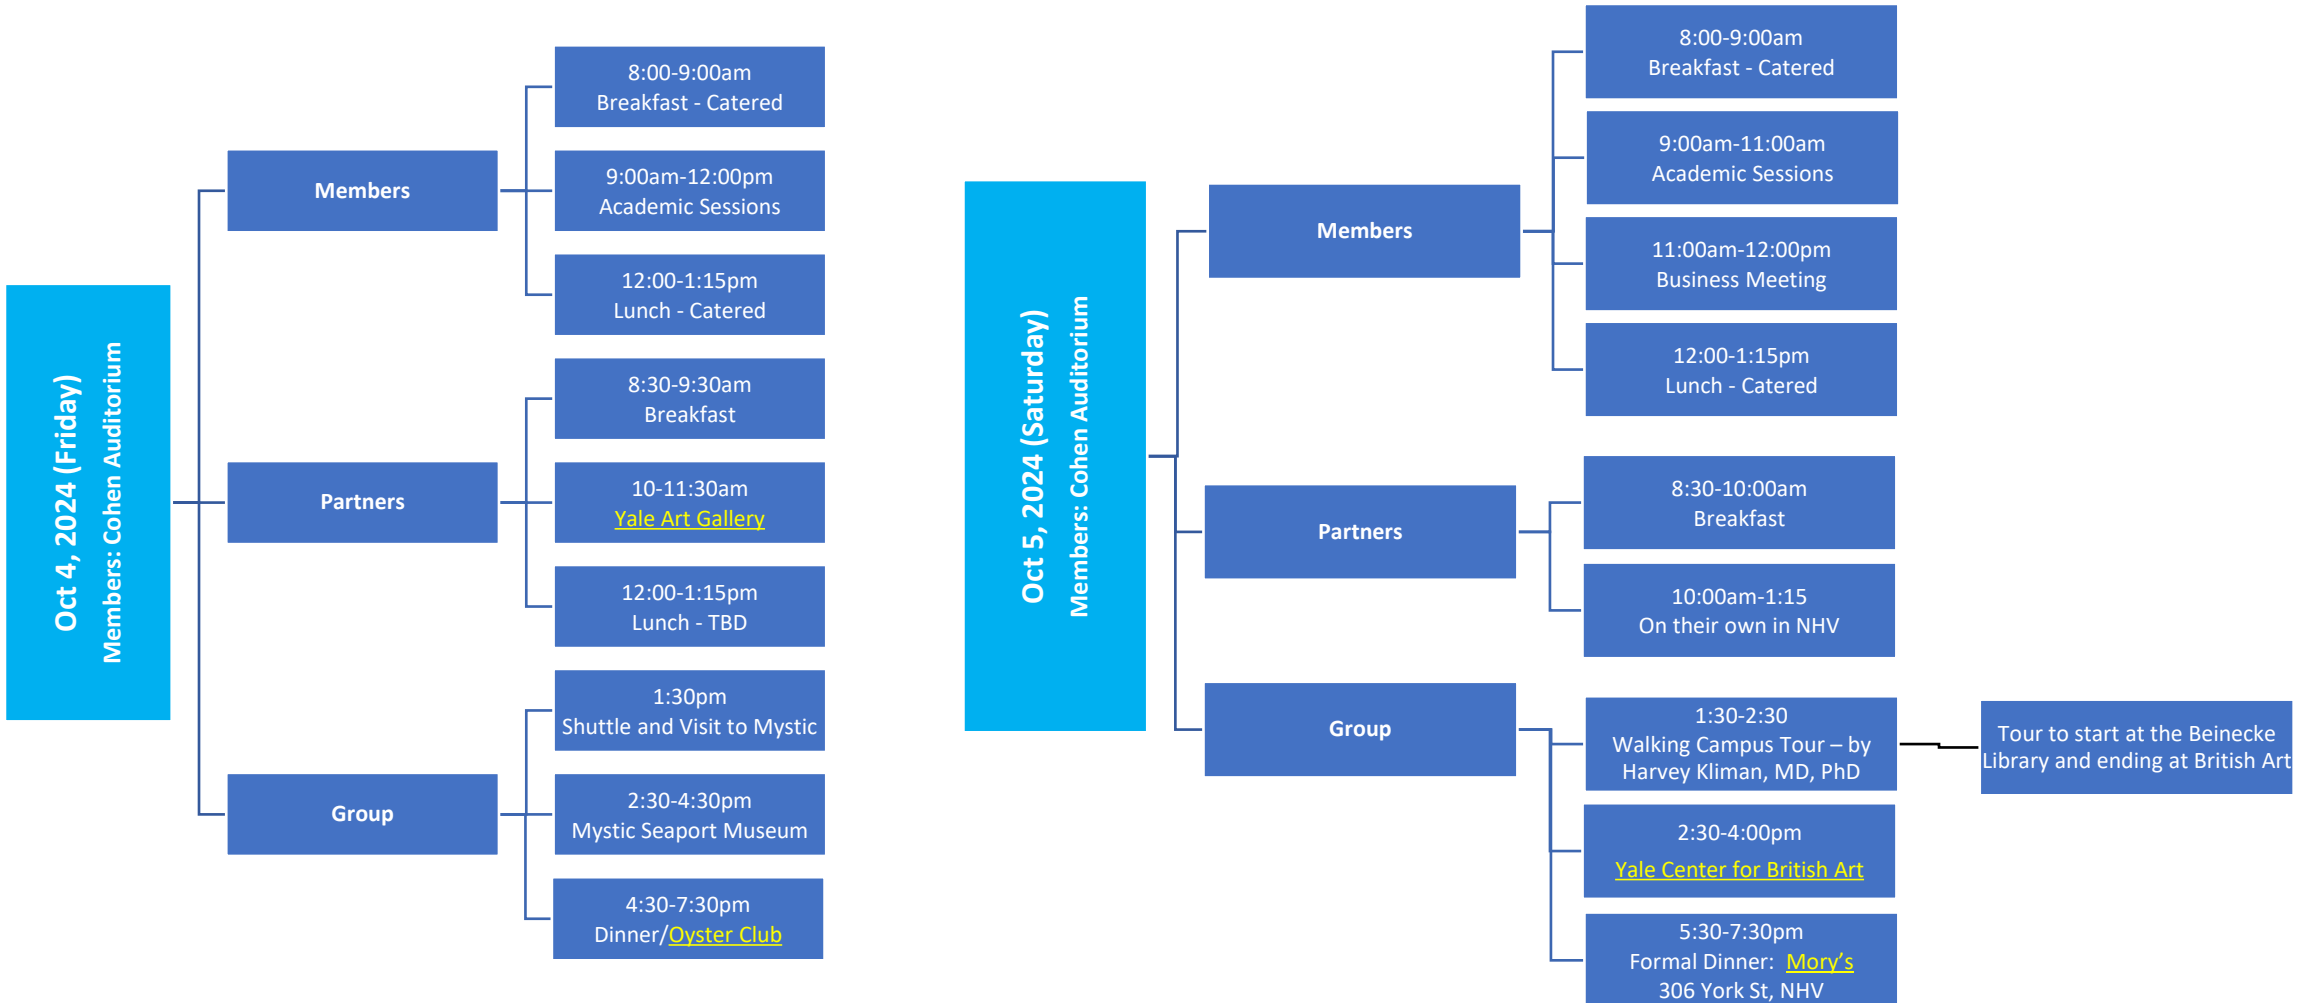 Oct 4, 2024 (Friday)
Members: Cohen Auditorium
Members
8:00-9:00am
Breakfast - Catered
9:00am-12:00pm
Academic Sessions
12:00-1:15pm
Lunch - Catered
Partners
8:30-9:30am
Breakfast
10-11:30am
Yale Art Gallery
12:00-1:15pm
Lunch - TBD
Group
1:30pm
Shuttle and Visit to Mystic
2:30-4:30pm
Mystic Seaport Museum
4:30-7:30pm
Dinner/Oyster Club
Oct 5, 2024 (Saturday)
Members: Cohen Auditorium
Members
8:00-9:00am
Breakfast - Catered
9:00am-11:00am
Academic Sessions
11:00am-12:00pm
Business Meeting
12:00-1:15pm
Lunch - Catered
Partners
8:30-10:00am
Breakfast
10:00am-1:15
On their own in NHV
Group
1:30-2:30
Walking Campus Tour – by
Harvey Kliman, MD, PhD
Tour to start at the Beinecke
Library and ending at British Art
2:30-4:00pm
Yale Center for British Art
5:30-7:30pm
Formal Dinner: Mory's
306 York St, NHV